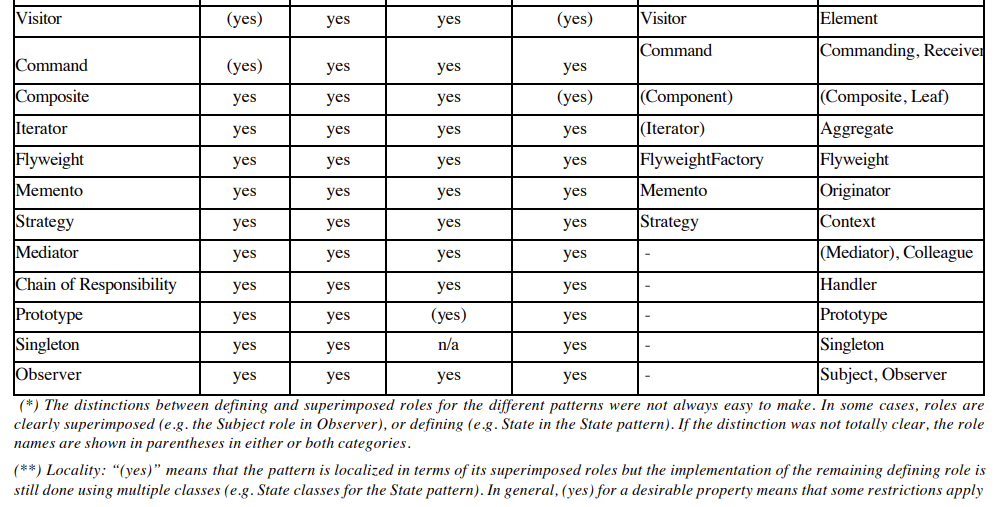 Visitor (yes) yes yes (yes) Visitor Element
Command (yes) yes yes yes Command Commanding, Receiver
Composite yes yes yes (yes) (Component) (Composite, Leaf)
Iterator yes yes yes yes (Iterator) Aggregate
Flyweight yes yes yes yes FlyweightFactory Flyweight
Memento yes yes yes yes Memento Originator
Strategy yes yes yes yes Strategy Context
Mediator yes yes yes yes - (Mediator), Colleague
Chain of Responsibility yes yes yes yes - Handler
Prototype yes yes (yes) yes - Prototype
Singleton yes yes n/a yes - Singleton
Observer yes yes yes yes - Subject, Observer
(*) The distinctions between defining and superimposed roles for the different patterns were not always easy to make. In some cases, roles are
clearly superimposed (e.g. the Subject role in Observer), or defining (e.g. State in the State pattern). If the distinction was not totally clear, the role
names are shown in parentheses in either or both categories.
(**) Locality: “(yes)” means that the pattern is localized in terms of its superimposed roles but the implementation of the remaining defining role is
still done using multiple classes (e.g. State classes for the State pattern). In general, (yes) for a desirable property means that some restrictions apply